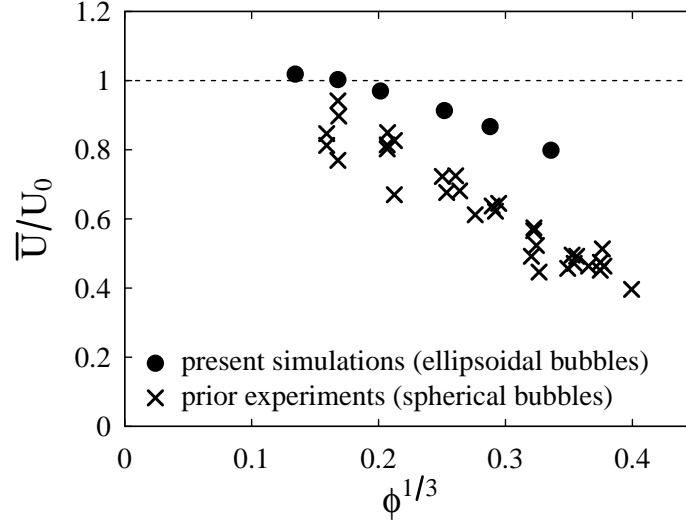 1.2
1
0.8
0.6
0.4
0.2
0
U̅/U₀
present simulations (ellipsoidal bubbles)
prior experiments (spherical bubbles)
0 0.1 0.2 0.3 0.4
ϕ¹/³